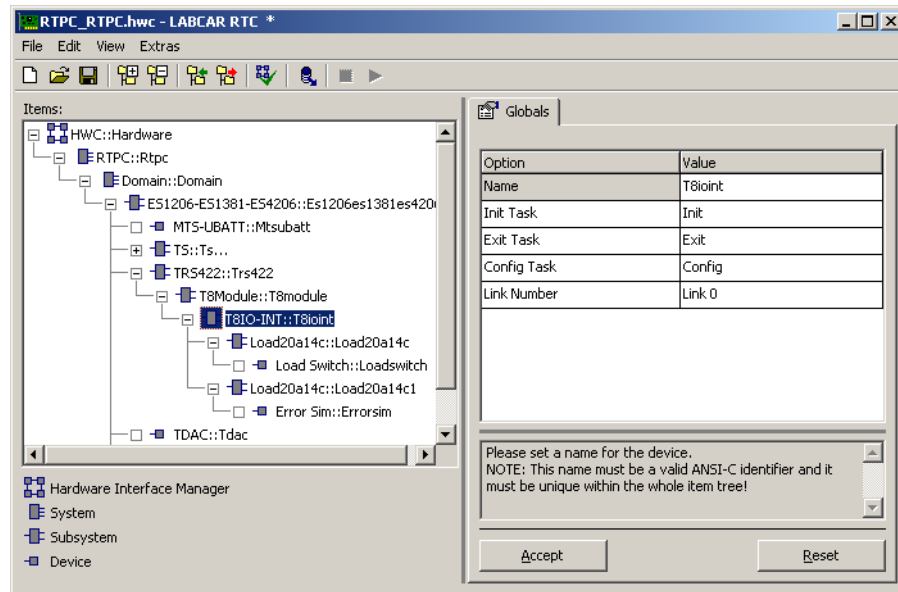 RTPC_RTPC.hwc - LABCAR RTC *
File Edit View Extras
Items:
HWC::Hardware
RTPC::Rtpc
Domain::Domain
ES1206-ES1381-ES4206::Es1206es1381es420
MTS-UBATT::Mtsubatt
TS::Ts...
TRS422::Trs422
T8Module::T8module
T8IO-INT::T8ioint
Load20a14c::Load20a14c
Load Switch::Loadswitch
Load20a14c::Load20a14c1
Error Sim::Errorsim
TDAC::Tdac
Hardware Interface Manager
System
Subsystem
Device
Globals
Option Value
Name T8ioint
Init Task Init
Exit Task Exit
Config Task Config
Link Number Link 0
Please set a name for the device.
NOTE: This name must be a valid ANSI-C identifier and it
must be unique within the whole item tree!
Accept Reset